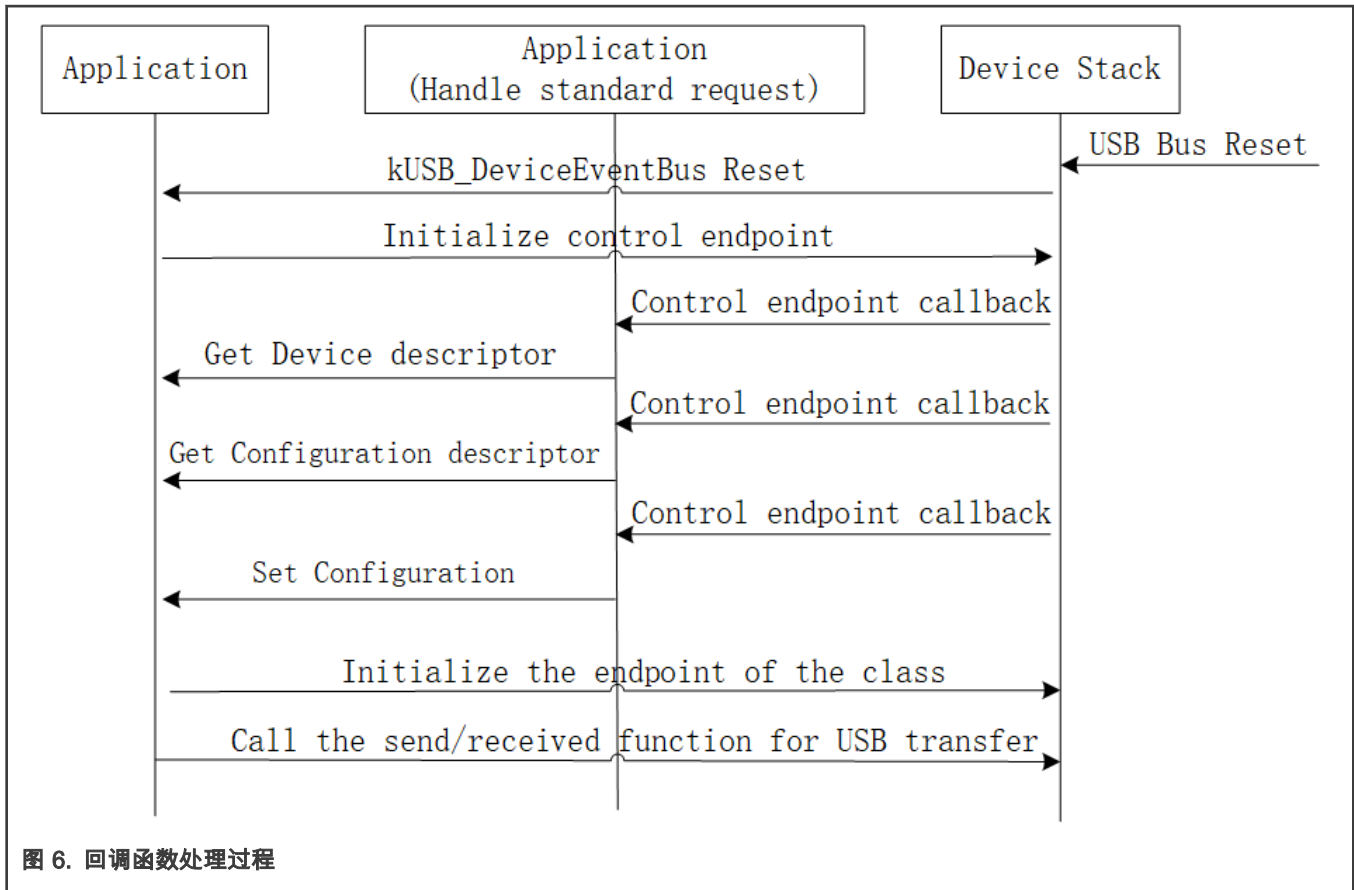 Application
Application
(Handle standard request)
Device Stack
USB Bus Reset
kUSB_DeviceEventBus Reset
Initialize control endpoint
Control endpoint callback
Get Device descriptor
Control endpoint callback
Get Configuration descriptor
Control endpoint callback
Set Configuration
Initialize the endpoint of the class
Call the send/received function for USB transfer
图 6. 回调函数处理过程